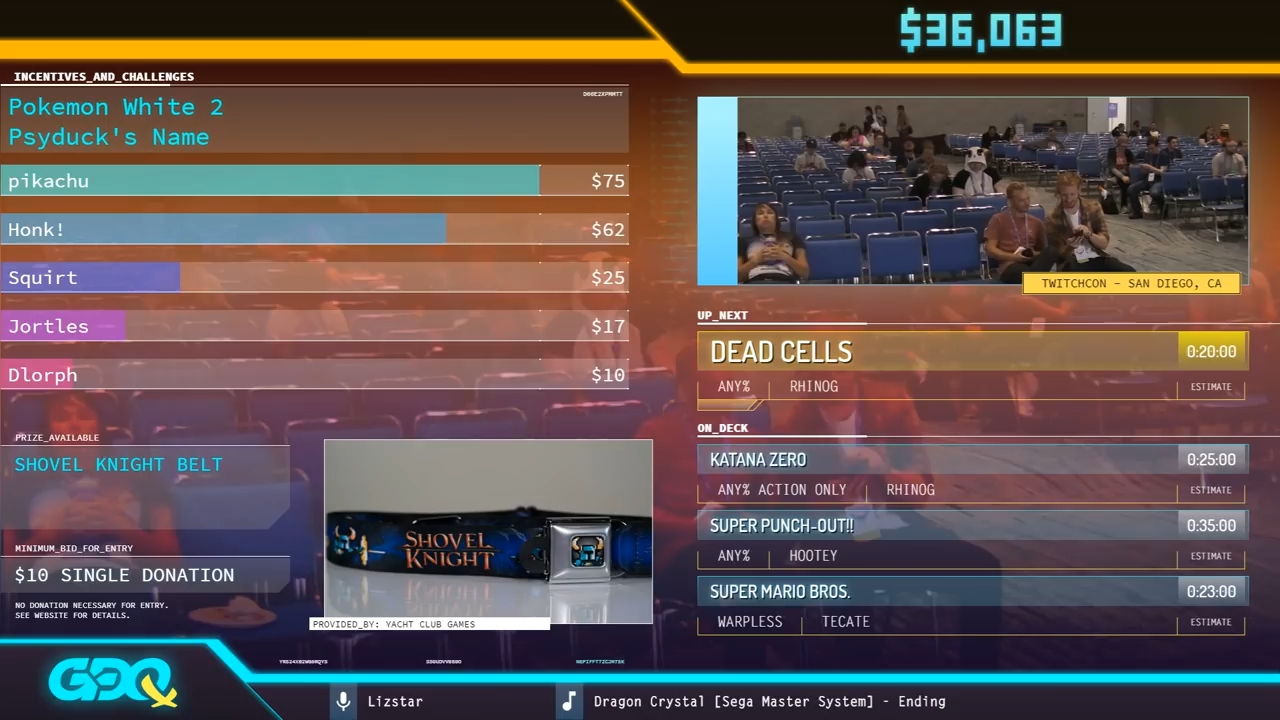 $36,063
INCENTIVES_AND_CHALLENGES
Pokemon White 2
Psyduck's Name
pikachu $75
Honk! $62
Squirt $25
Jortles $17
Dlorph $10
PRIZE_AVAILABLE
SHOVEL KNIGHT BELT
MINIMUM_BID_FOR_ENTRY
$10 SINGLE DONATION
NO DONATION NECESSARY FOR ENTRY.
SEE WEBSITE FOR DETAILS.
SHOVEL
KNIGHT
PROVIDED_BY: YACHT CLUB GAMES
TWITCHCON - SAN DIEGO, CA
UP_NEXT
DEAD CELLS 0:20:00
ANY% RHINOG ESTIMATE
ON_DECK
KATANA ZERO 0:25:00
ANY% ACTION ONLY RHINOG ESTIMATE
SUPER PUNCH-OUT!! 0:35:00
ANY% HOOTEY ESTIMATE
SUPER MARIO BROS. 0:23:00
WARPLESS TECATE ESTIMATE
GDQ
Lizstar
Dragon Crystal [Sega Master System] - Ending